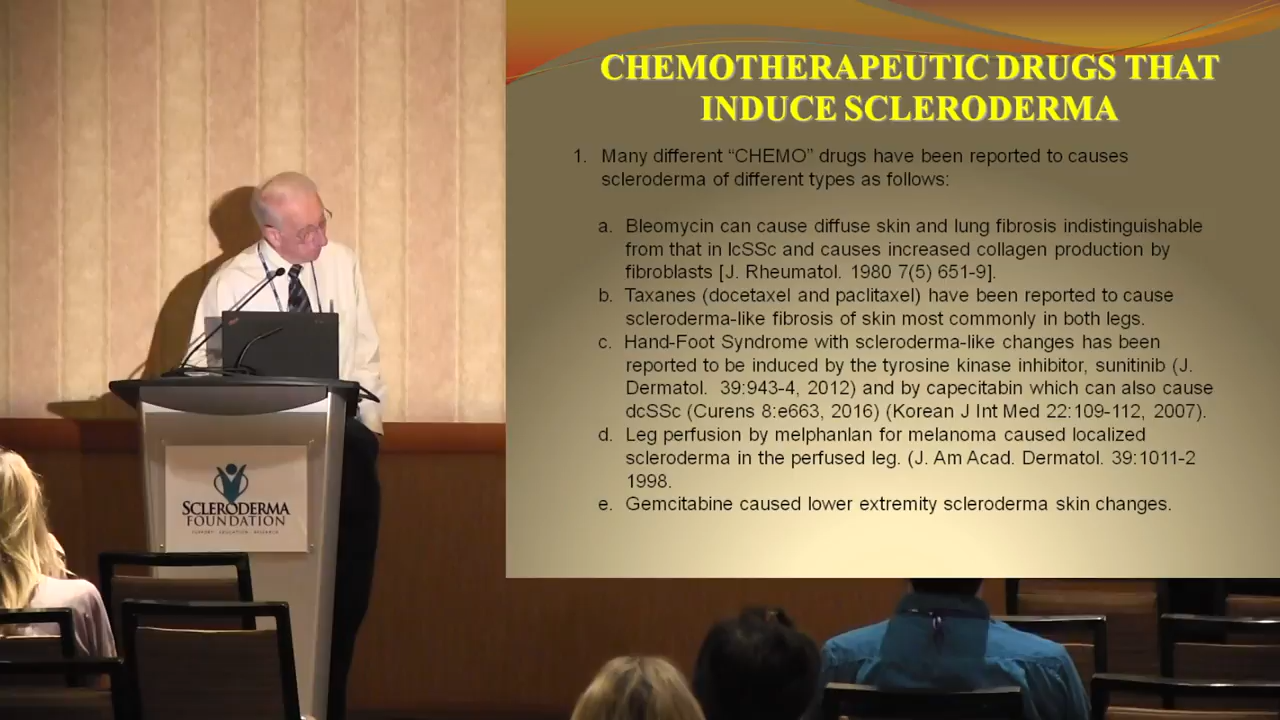 CHEMOTHERAPEUTIC DRUGS THAT
INDUCE SCLERODERMA
1. Many different “CHEMO” drugs have been reported to causes
scleroderma of different types as follows:
a. Bleomycin can cause diffuse skin and lung fibrosis indistinguishable
from that in lcSSc and causes increased collagen production by
fibroblasts [J. Rheumatol. 1980 7(5) 651-9].
b. Taxanes (docetaxel and paclitaxel) have been reported to cause
scleroderma-like fibrosis of skin most commonly in both legs.
c. Hand-Foot Syndrome with scleroderma-like changes has been
reported to be induced by the tyrosine kinase inhibitor, sunitinib (J.
Dermatol. 39:943-4, 2012) and by capecitabin which can also cause
dcSSc (Curens 8:e663, 2016) (Korean J Int Med 22:109-112, 2007).
d. Leg perfusion by melphanlan for melanoma caused localized
scleroderma in the perfused leg. (J. Am Acad. Dermatol. 39:1011-2
1998.
e. Gemcitabine caused lower extremity scleroderma skin changes.
SCLERODERMA
FOUNDATION
SUPPORT EDUCATION RESEARCH